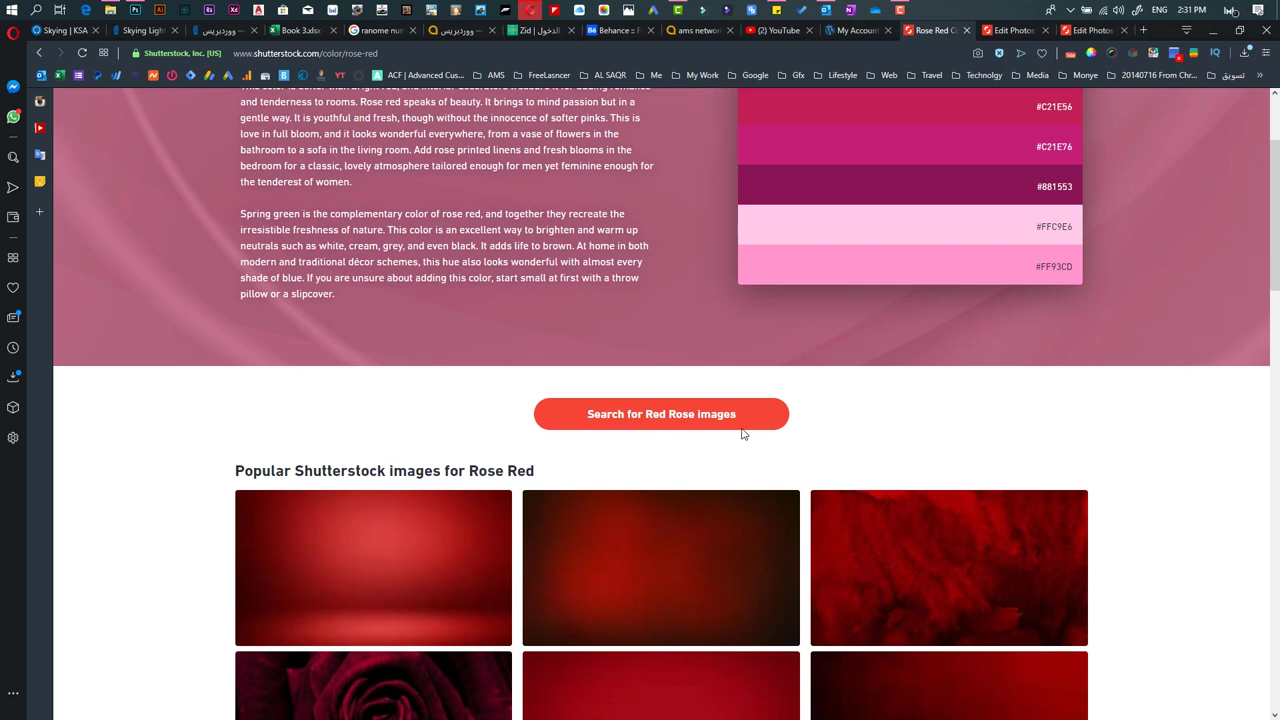 ENG
2:31 PM
Skying | KSA
Skying Light
ووردبريس
Book 3.xlsx
ranome nu
ووردبريس
Zid | الدخول
Behance :: F
ams networ
(2) YouTube
My Account
Rose Red C
Edit Photos
Edit Photos
Shutterstock, Inc. [US]
www.shutterstock.com/color/rose-red
ACF | Advanced Cus...
AMS
FreeLasncer
AL SAQR
Me
My Work
Google
Gfx
Lifestyle
Web
Travel
Technolgy
Media
Monye
20140716 From Chr...
تسويق
and tenderness to rooms. Rose red speaks of beauty. It brings to mind passion but in a
gentle way. It is youthful and fresh, though without the innocence of softer pinks. This is
love in full bloom, and it looks wonderful everywhere, from a vase of flowers in the
bathroom to a sofa in the living room. Add rose printed linens and fresh blooms in the
bedroom for a classic, lovely atmosphere tailored enough for men yet feminine enough for
the tenderest of women.
Spring green is the complementary color of rose red, and together they recreate the
irresistible freshness of nature. This color is an excellent way to brighten and warm up
neutrals such as white, cream, grey, and even black. It adds life to brown. At home in both
modern and traditional décor schemes, this hue also looks wonderful with almost every
shade of blue. If you are unsure about adding this color, start small at first with a throw
pillow or a slipcover.
#C21E56
#C21E76
#881553
#FFC9E6
#FF93CD
Search for Red Rose images
Popular Shutterstock images for Rose Red